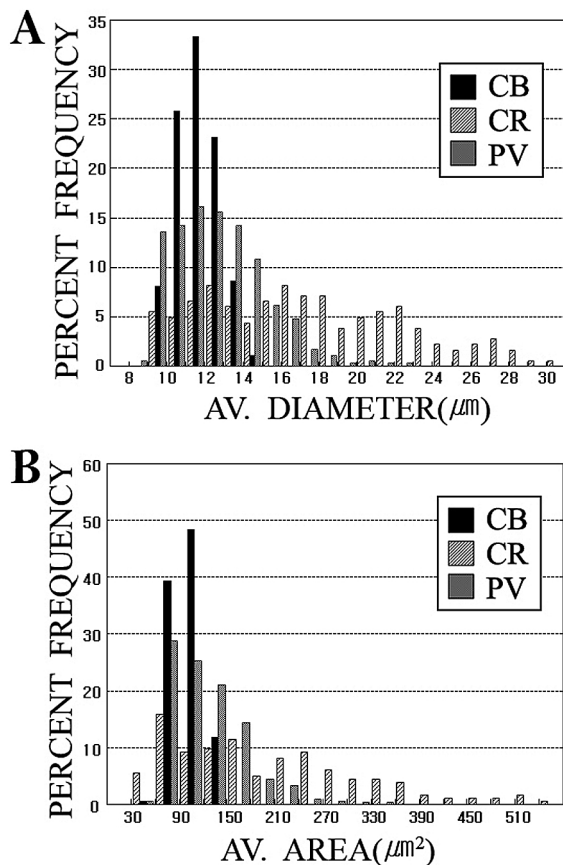 A
PERCENT FREQUENCY
35
30
25
20
15
10
5
0
CB
CR
PV
8 10 12 14 16 18 20 22 24 26 28 30
AV. DIAMETER(μm)
B
PERCENT FREQUENCY
60
50
40
30
20
10
0
CB
CR
PV
30 90 150 210 270 330 390 450 510
AV. AREA(μm²)